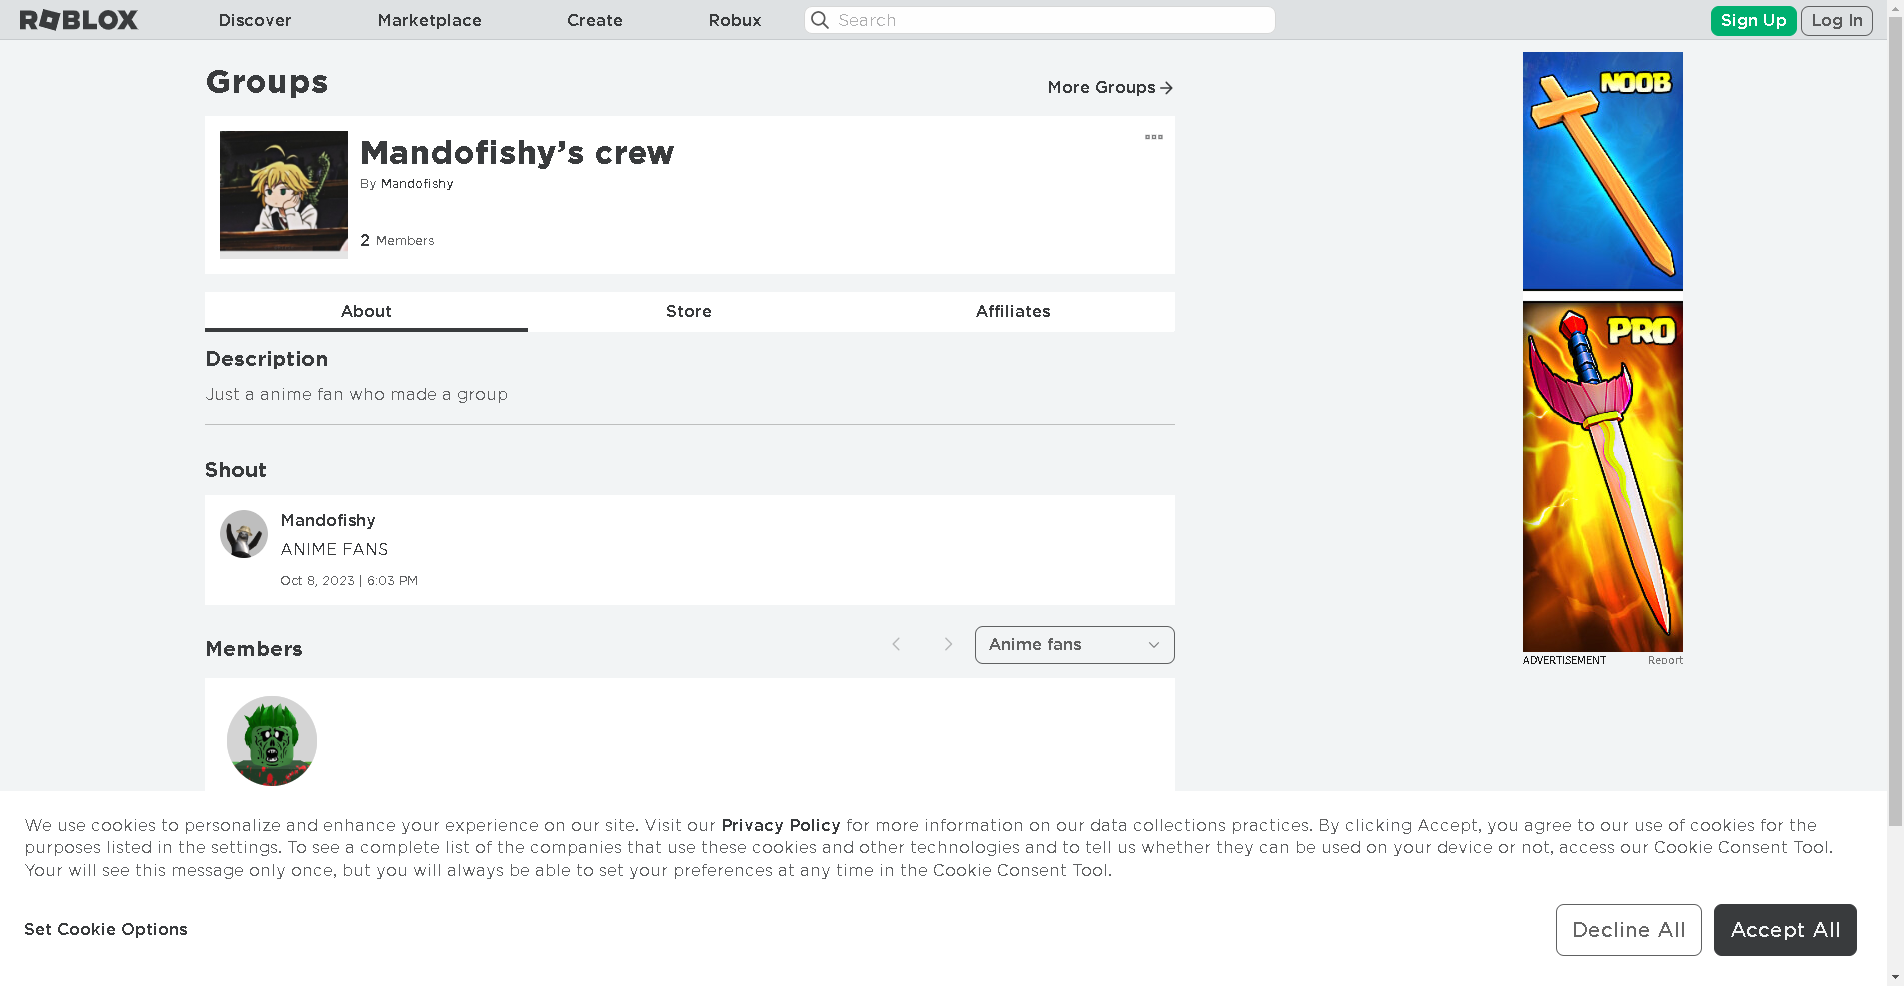 ROBLOX
Discover
Marketplace
Create
Robux
Search
Sign Up
Log In
Groups
More Groups
Mandofishy's crew
By Mandofishy
2 Members
About
Store
Affiliates
Description
Just a anime fan who made a group
Shout
Mandofishy
ANIME FANS
Oct 8, 2023 | 6:03 PM
Members
Anime fans
NOOB
PRO
ADVERTISEMENT
Report
We use cookies to personalize and enhance your experience on our site. Visit our Privacy Policy for more information on our data collections practices. By clicking Accept, you agree to our use of cookies for the
purposes listed in the settings. To see a complete list of the companies that use these cookies and other technologies and to tell us whether they can be used on your device or not, access our Cookie Consent Tool.
Your will see this message only once, but you will always be able to set your preferences at any time in the Cookie Consent Tool.
Set Cookie Options
Decline All
Accept All